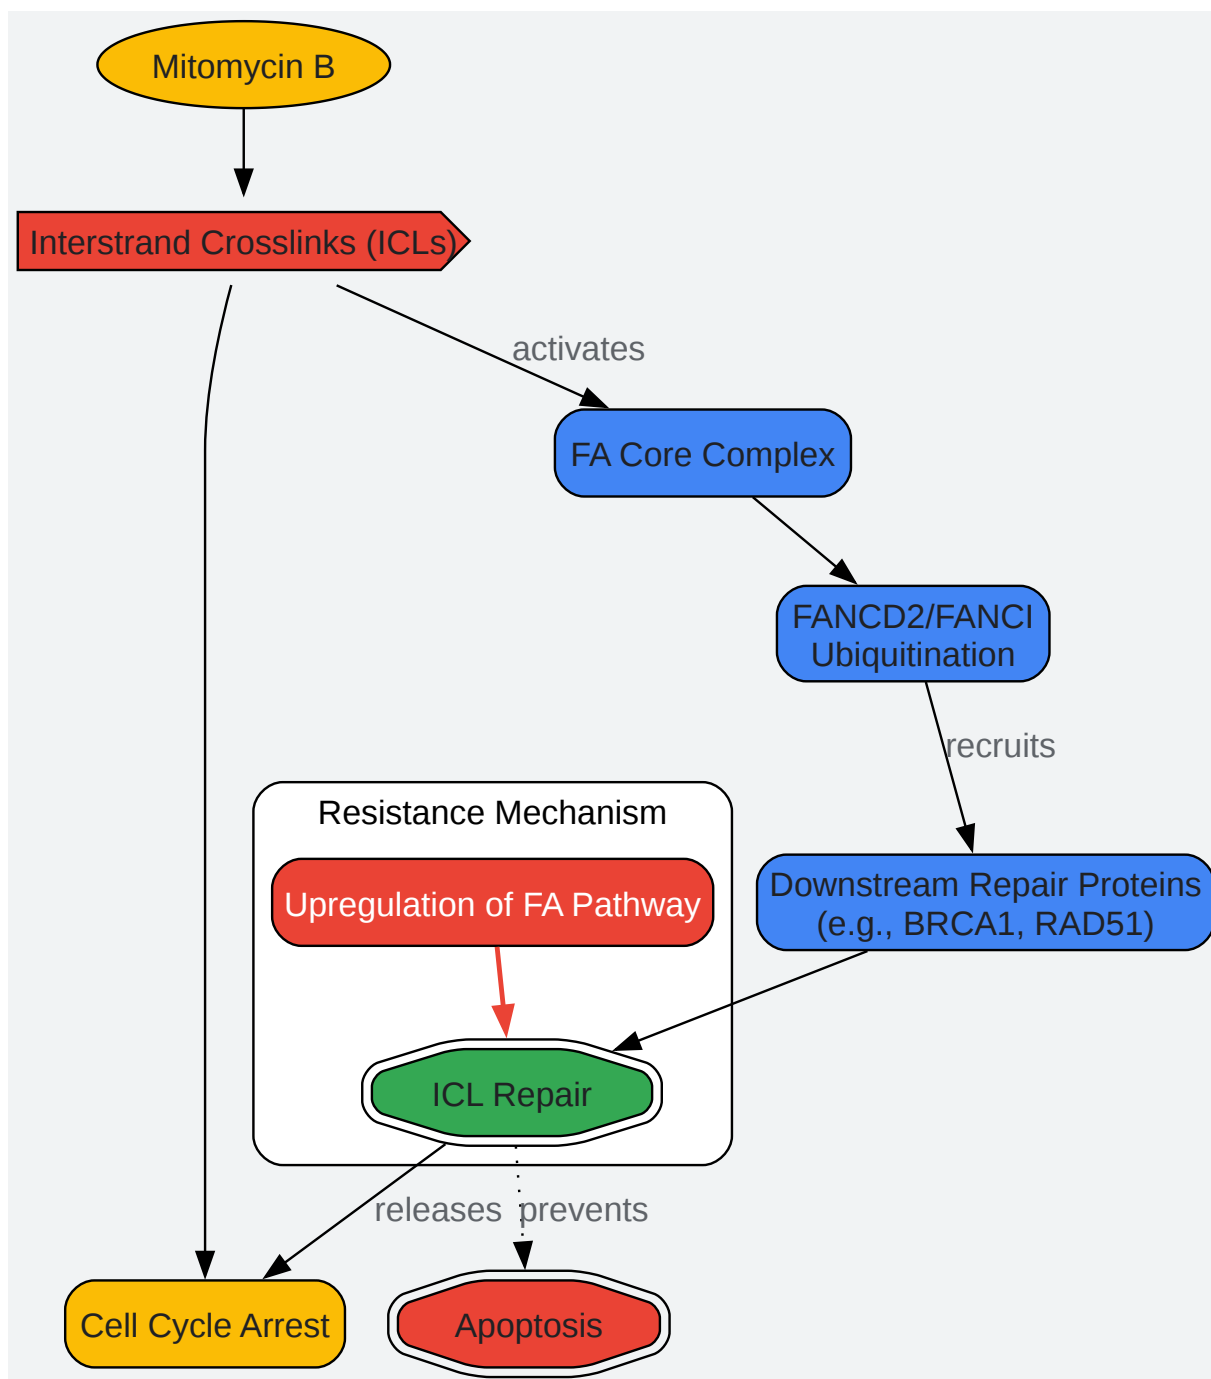 Mitomycin B
Interstrand Crosslinks (ICLs)
activates
FA Core Complex
FANCD2/FANCI
Ubiquitination
recruits
Resistance Mechanism
Upregulation of FA Pathway
Downstream Repair Proteins
(e.g., BRCA1, RAD51)
ICL Repair
releases
prevents
Cell Cycle Arrest
Apoptosis